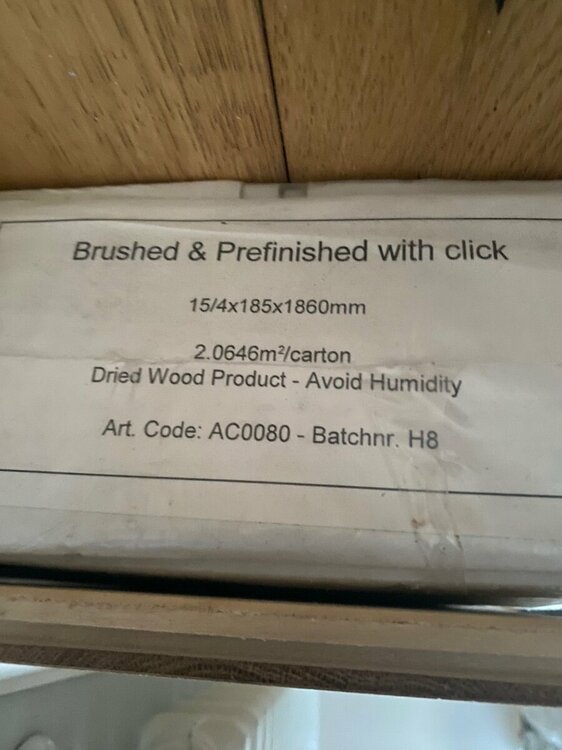 Brushed & Prefinished with click
15/4x185x1860mm
2.0646m²/carton
Dried Wood Product - Avoid Humidity
Art. Code: AC0080 - Batchnr. H8